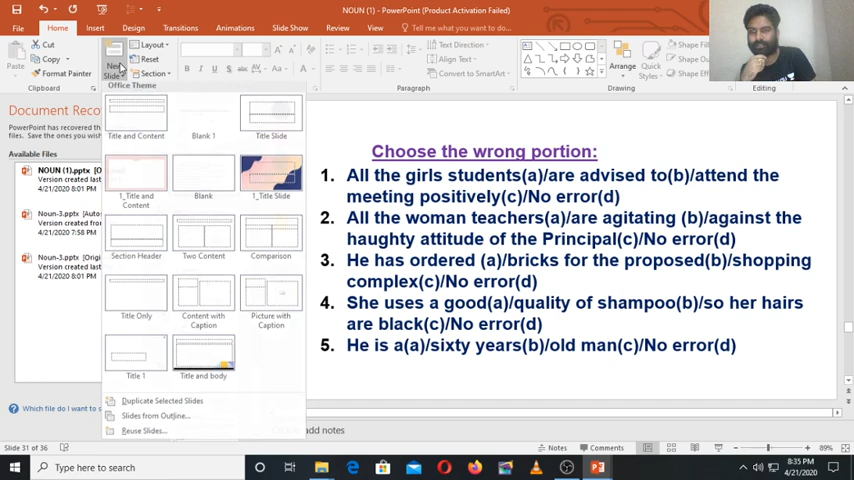 NOUN (1) - PowerPoint (Product Activation Failed)
File Home Insert Design Transitions Animations Slide Show Review View Tell me what you want to do...
Cut
Copy
Format Painter
Paste
Clipboard
New
Slide
Layout
Reset
Section
B I U S abc AV Aa A
Font
Paragraph
Text Direction
Align Text
Convert to SmartArt
Arrange
Quick
Styles
Shape Fill
Shape
Shape Effects
Drawing
Editing
Document Reco
PowerPoint has recovered th
files. Save the ones you wish
Available Files
NOUN (1).pptx [O
Version created last
4/21/2020 8:01 PM
Noun-3.pptx [Autos
Version created last
4/21/2020 7:58 PM
Noun-3.pptx [Origi
Version created last
4/21/2020 8:01 PM
Which file do I want to
Office Theme
Title and Content
Blank 1
Title Slide
1_Title and
Content
Blank
1_Title Slide
Section Header
Two Content
Comparison
Title Only
Content with
Caption
Picture with
Caption
Title 1
Title and body
Duplicate Selected Slides
Slides from Outline...
Reuse Slides...
Choose the wrong portion:
1. All the girls students(a)/are advised to(b)/attend the
meeting positively(c)/No error(d)
2. All the woman teachers(a)/are agitating (b)/against the
haughty attitude of the Principal(c)/No error(d)
3. He has ordered (a)/bricks for the proposed(b)/shopping
complex(c)/No error(d)
4. She uses a good(a)/quality of shampoo(b)/so her hairs
are black(c)/No error(d)
5. He is a(a)/sixty years(b)/old man(c)/No error(d)
add notes
Slide 31 of 36
Notes
Comments
89%
Type here to search
8:35 PM
4/21/2020